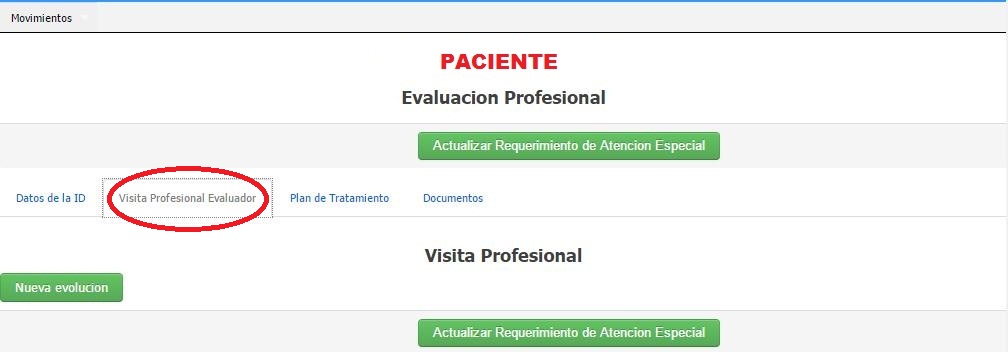 Movimientos
PACIENTE
Evaluacion Profesional
Actualizar Requerimiento de Atencion Especial
Datos de la ID Visita Profesional Evaluador Plan de Tratamiento Documentos
Visita Profesional
Nueva evolucion
Actualizar Requerimiento de Atencion Especial